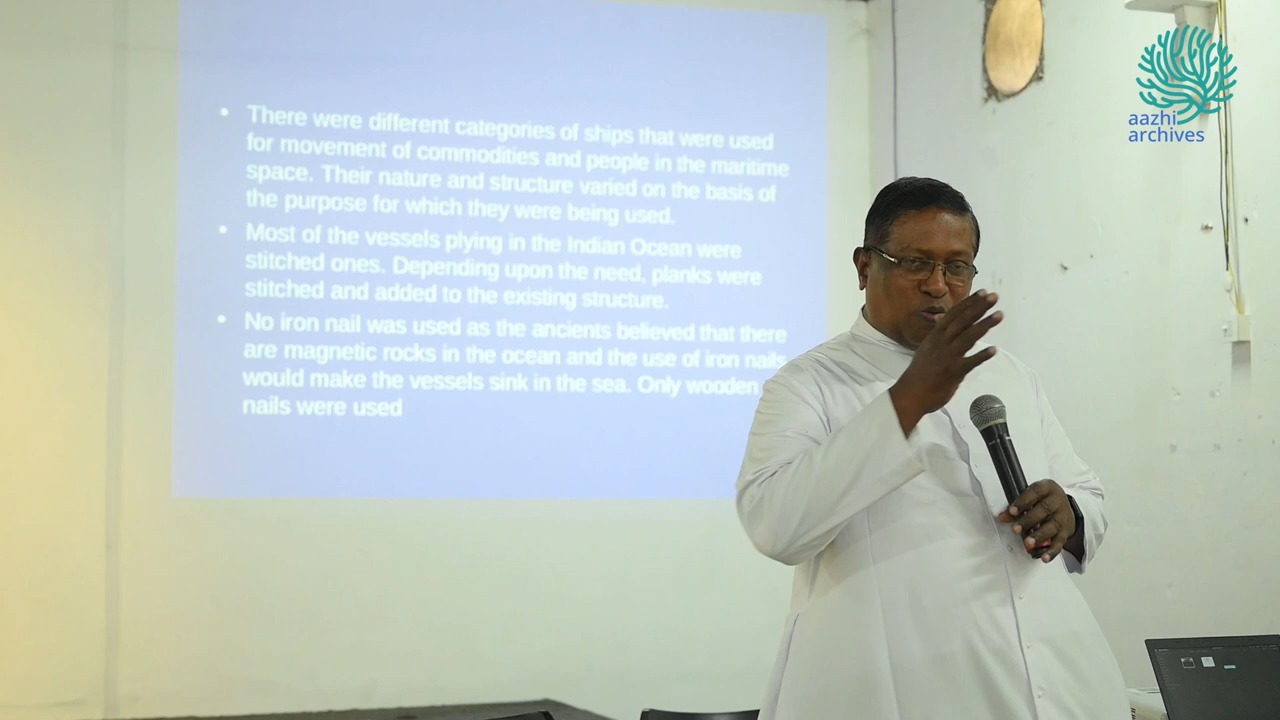 • There were different categories of ships that were used
for movement of commodities and people in the maritime
space. Their nature and structure varied on the basis of
the purpose for which they were being used.
• Most of the vessels plying in the Indian Ocean were
stitched ones. Depending upon the need, planks were
stitched and added to the existing structure.
• No iron nail was used as the ancients believed that there
are magnetic rocks in the ocean and the use of iron nails
would make the vessels sink in the sea. Only wooden
nails were used
aazhi
archives